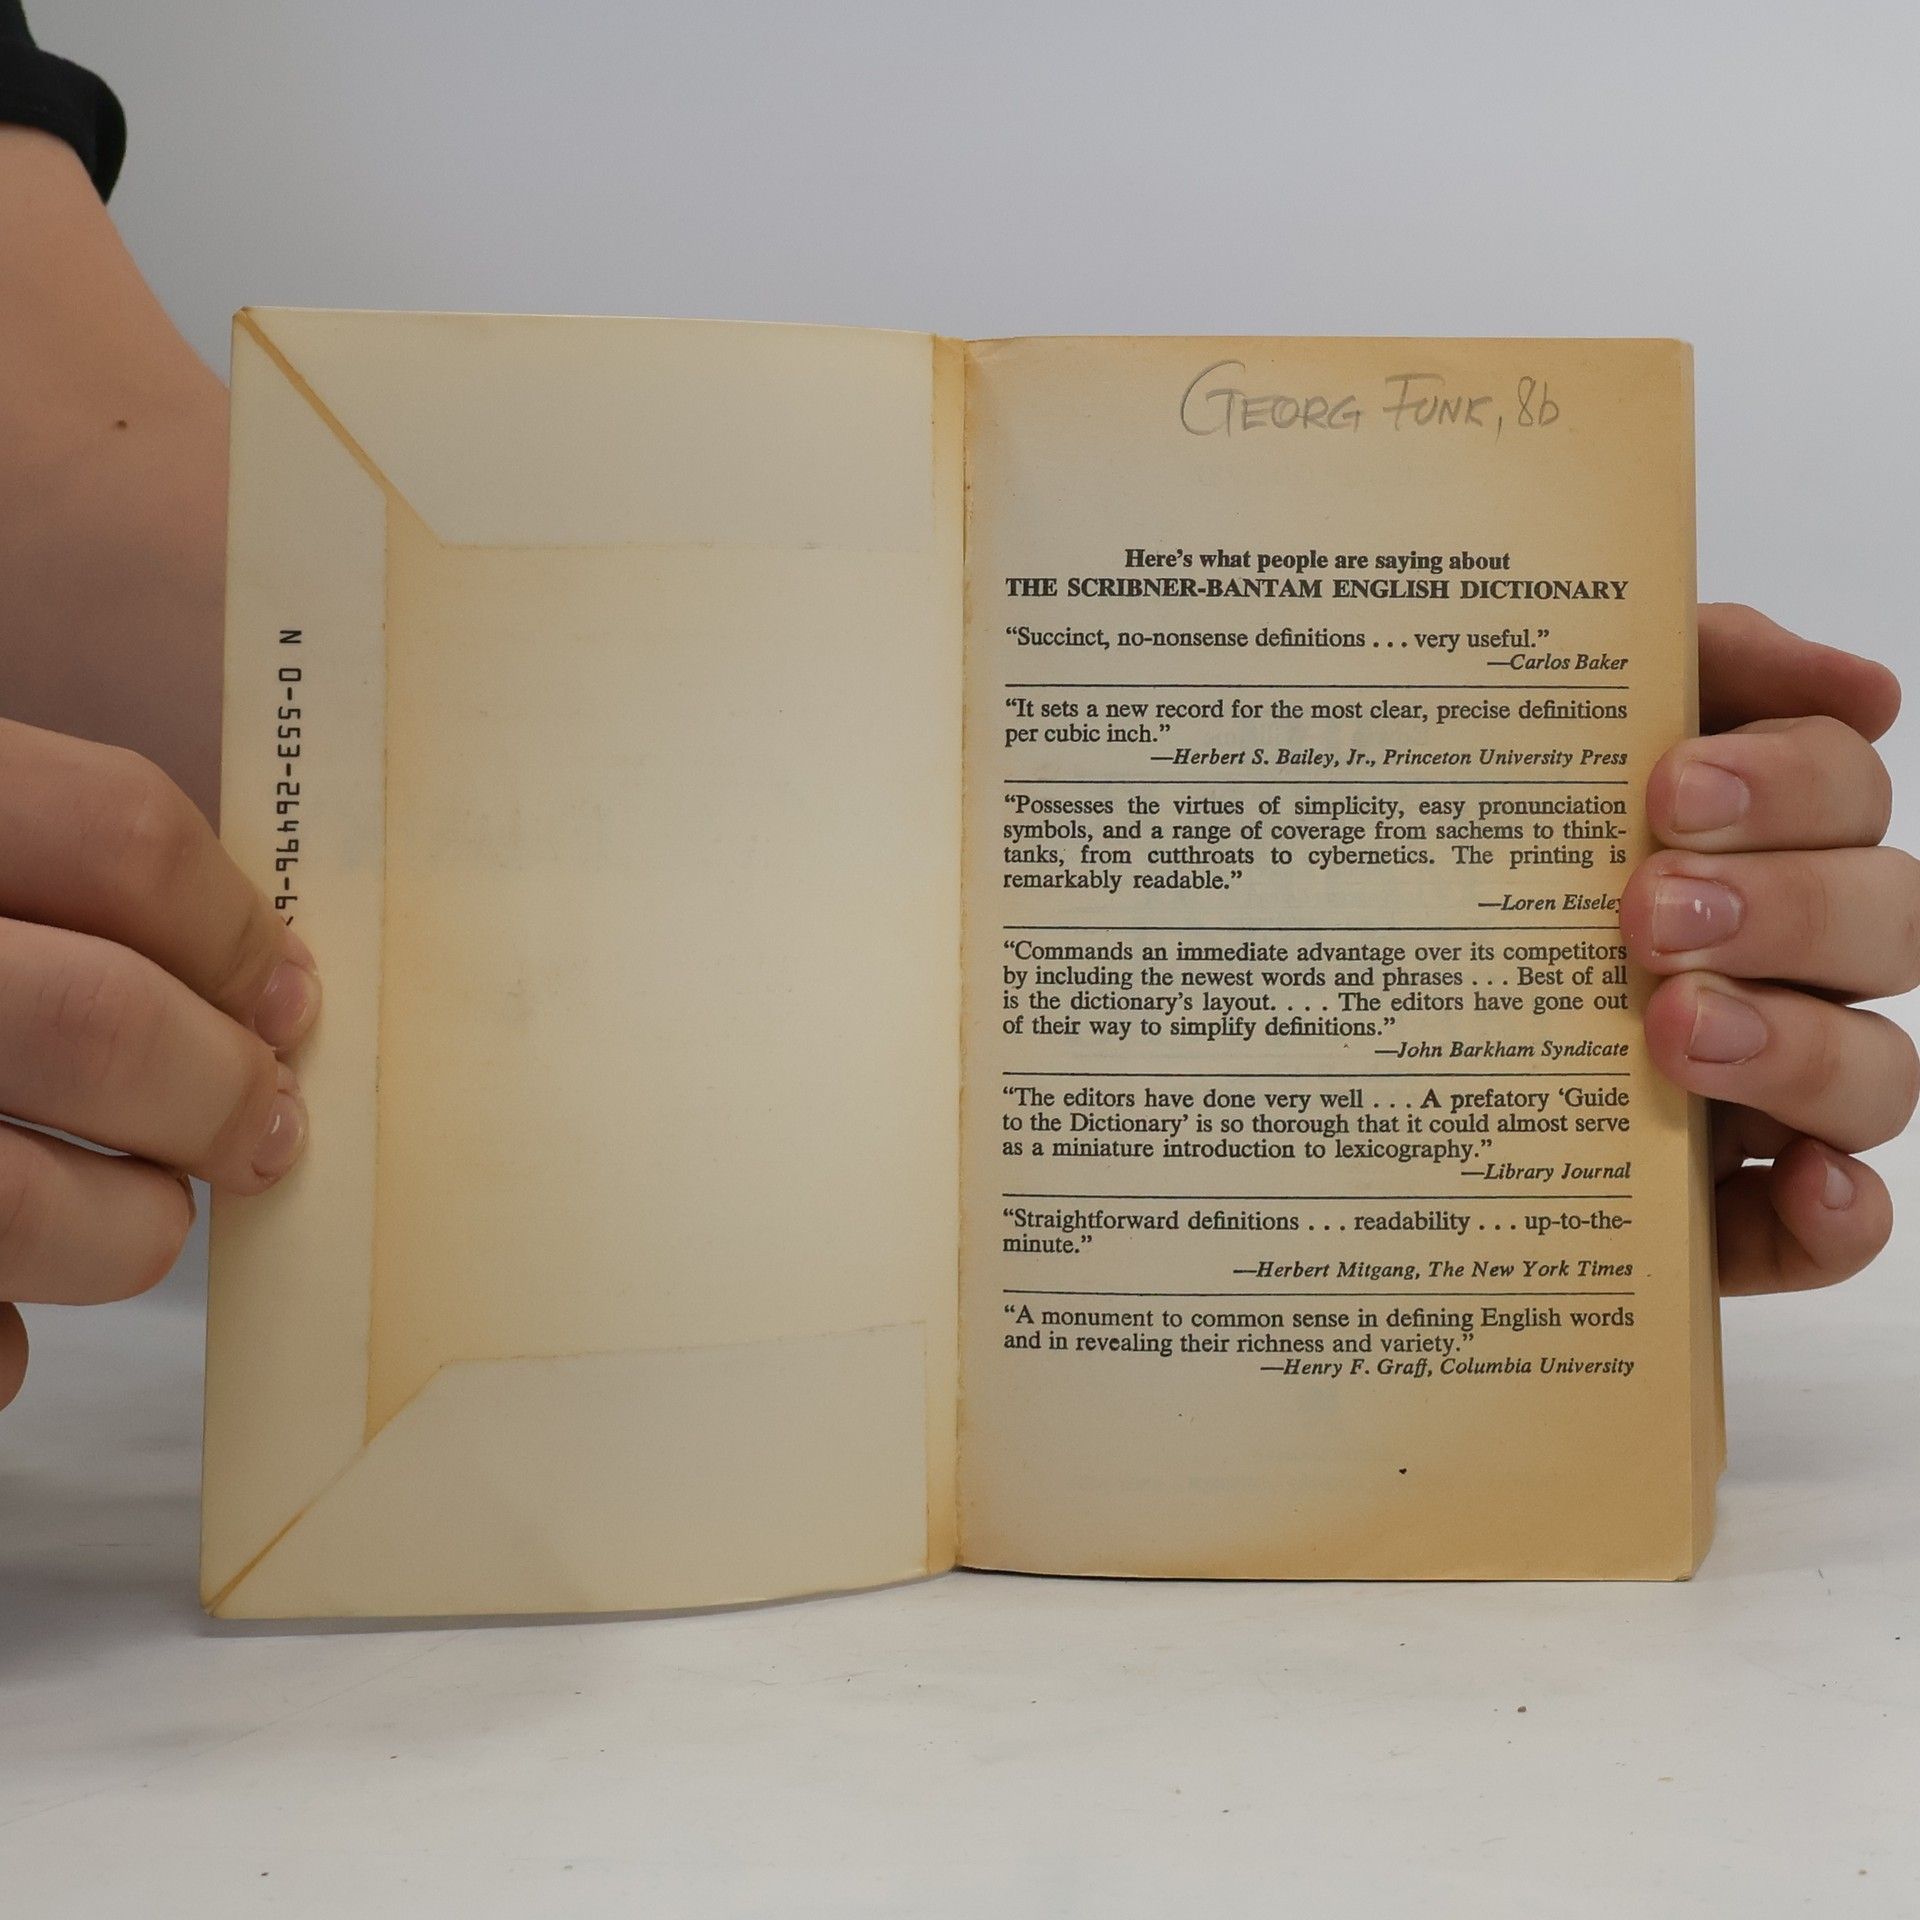 N 0-553-26496-9>
GEORG FUNK, 8b
Here's what people are saying about
THE SCRIBNER-BANTAM ENGLISH DICTIONARY
“Succinct, no-nonsense definitions . . . very useful.”
—Carlos Baker
“It sets a new record for the most clear, precise definitions
per cubic inch.”
—Herbert S. Bailey, Jr., Princeton University Press
“Possesses the virtues of simplicity, easy pronunciation
symbols, and a range of coverage from sachems to think-
tanks, from cutthroats to cybernetics. The printing is
remarkably readable.”
—Loren Eiseley
“Commands an immediate advantage over its competitors
by including the newest words and phrases . . . Best of all
is the dictionary's layout. . . . The editors have gone out
of their way to simplify definitions.”
—John Barkham Syndicate
“The editors have done very well . . . A prefatory ‘Guide
to the Dictionary’ is so thorough that it could almost serve
as a miniature introduction to lexicography.”
—Library Journal
“Straightforward definitions . . . readability . . . up-to-the-
minute.”
—Herbert Mitgang, The New York Times
“A monument to common sense in defining English words
and in revealing their richness and variety.”
—Henry F. Graff, Columbia University